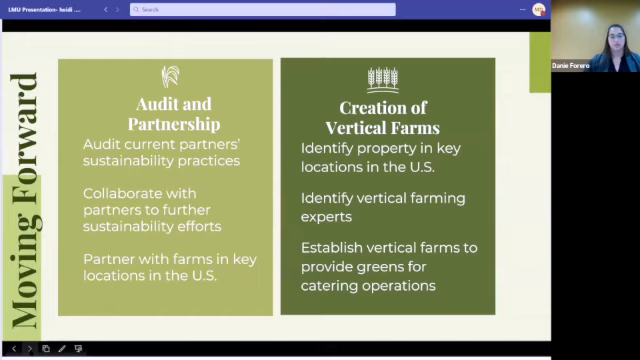 LMU Presentation- heidi ...
Search
MD
Danie Forero
Moving Forward
Audit and
Partnership
Audit current partners'
sustainability practices
Collaborate with
partners to further
sustainability efforts
Partner with farms in key
locations in the U.S.
Creation of
Vertical Farms
Identify property in key
locations in the U.S.
Identify vertical farming
experts
Establish vertical farms to
provide greens for
catering operations